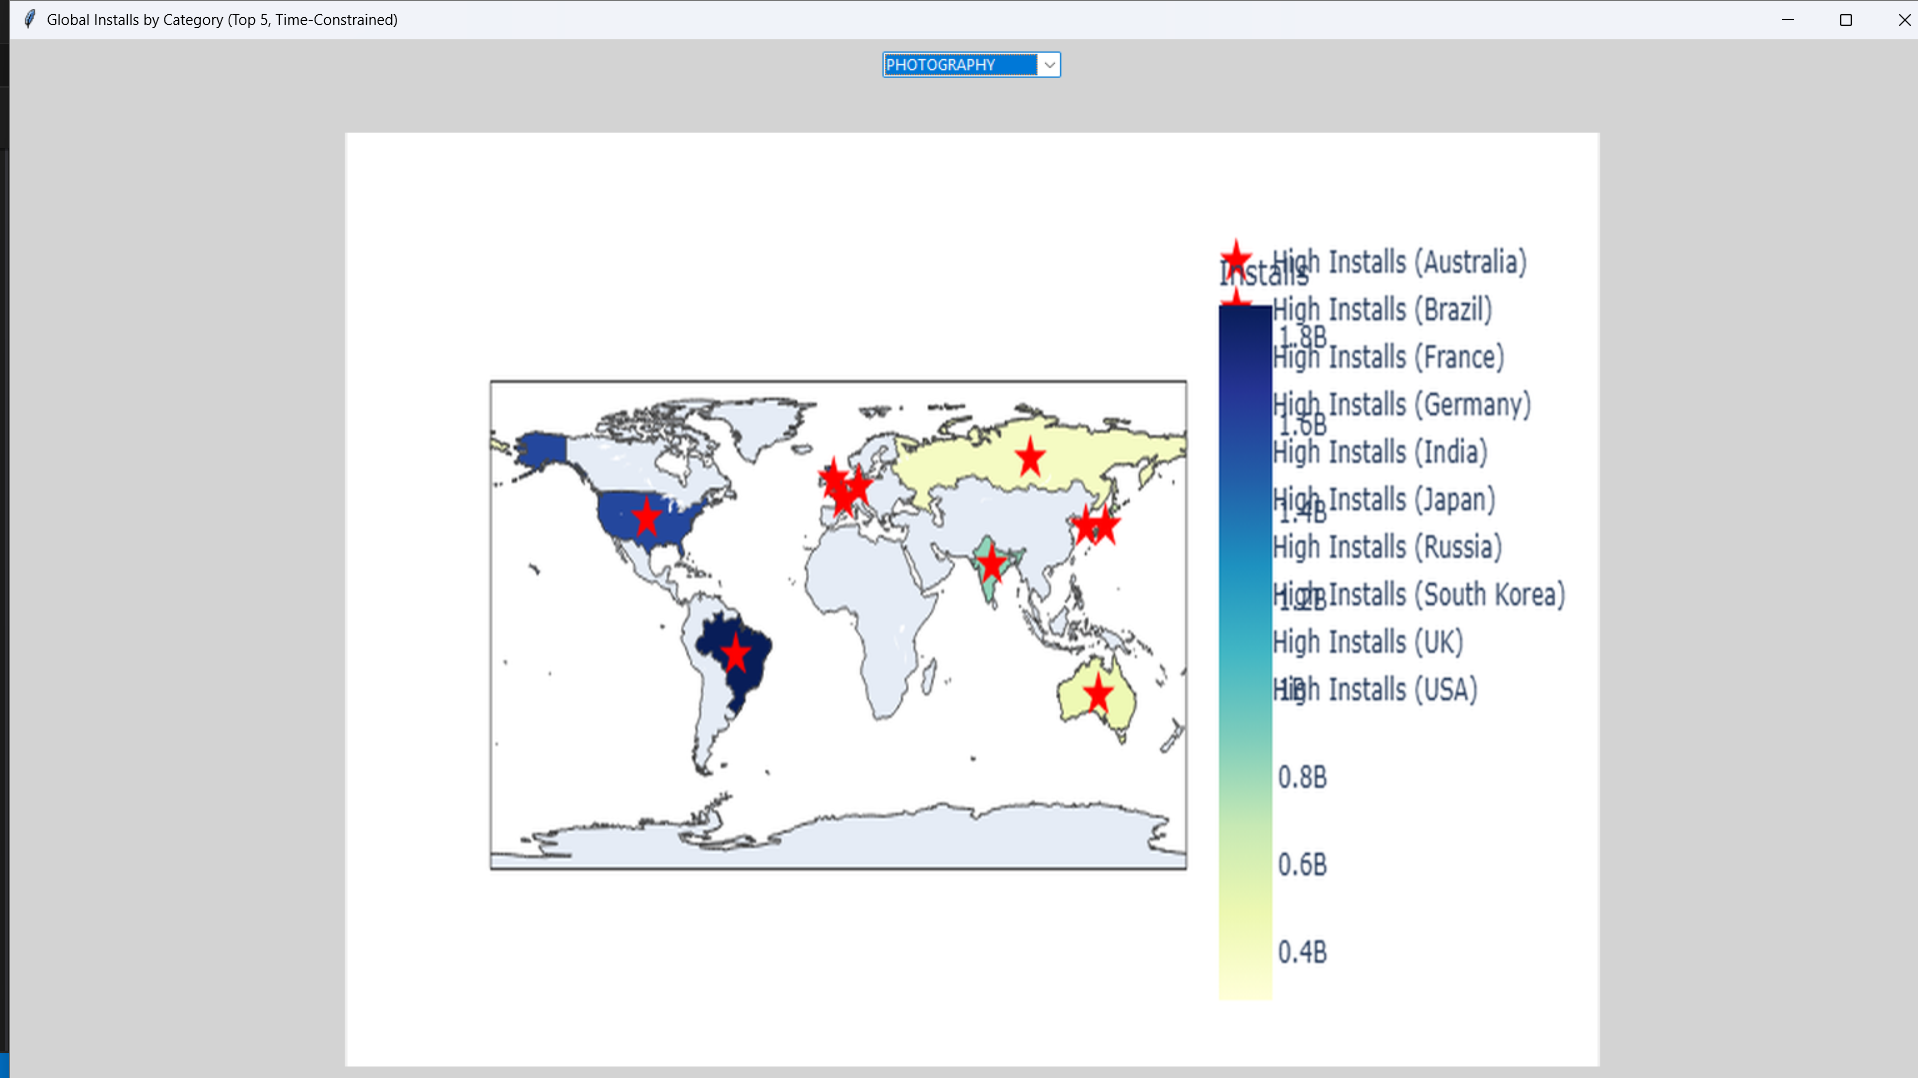 Global Installs by Category (Top 5, Time-Constrained)
PHOTOGRAPHY
High Installs (Australia)
Installs
High Installs (Brazil)
1.8B
High Installs (France)
High Installs (Germany)
1.6B
High Installs (India)
High Installs (Japan)
1.4B
High Installs (Russia)
High Installs (South Korea)
1.2B
High Installs (UK)
High Installs (USA)
1B
0.8B
0.6B
0.4B